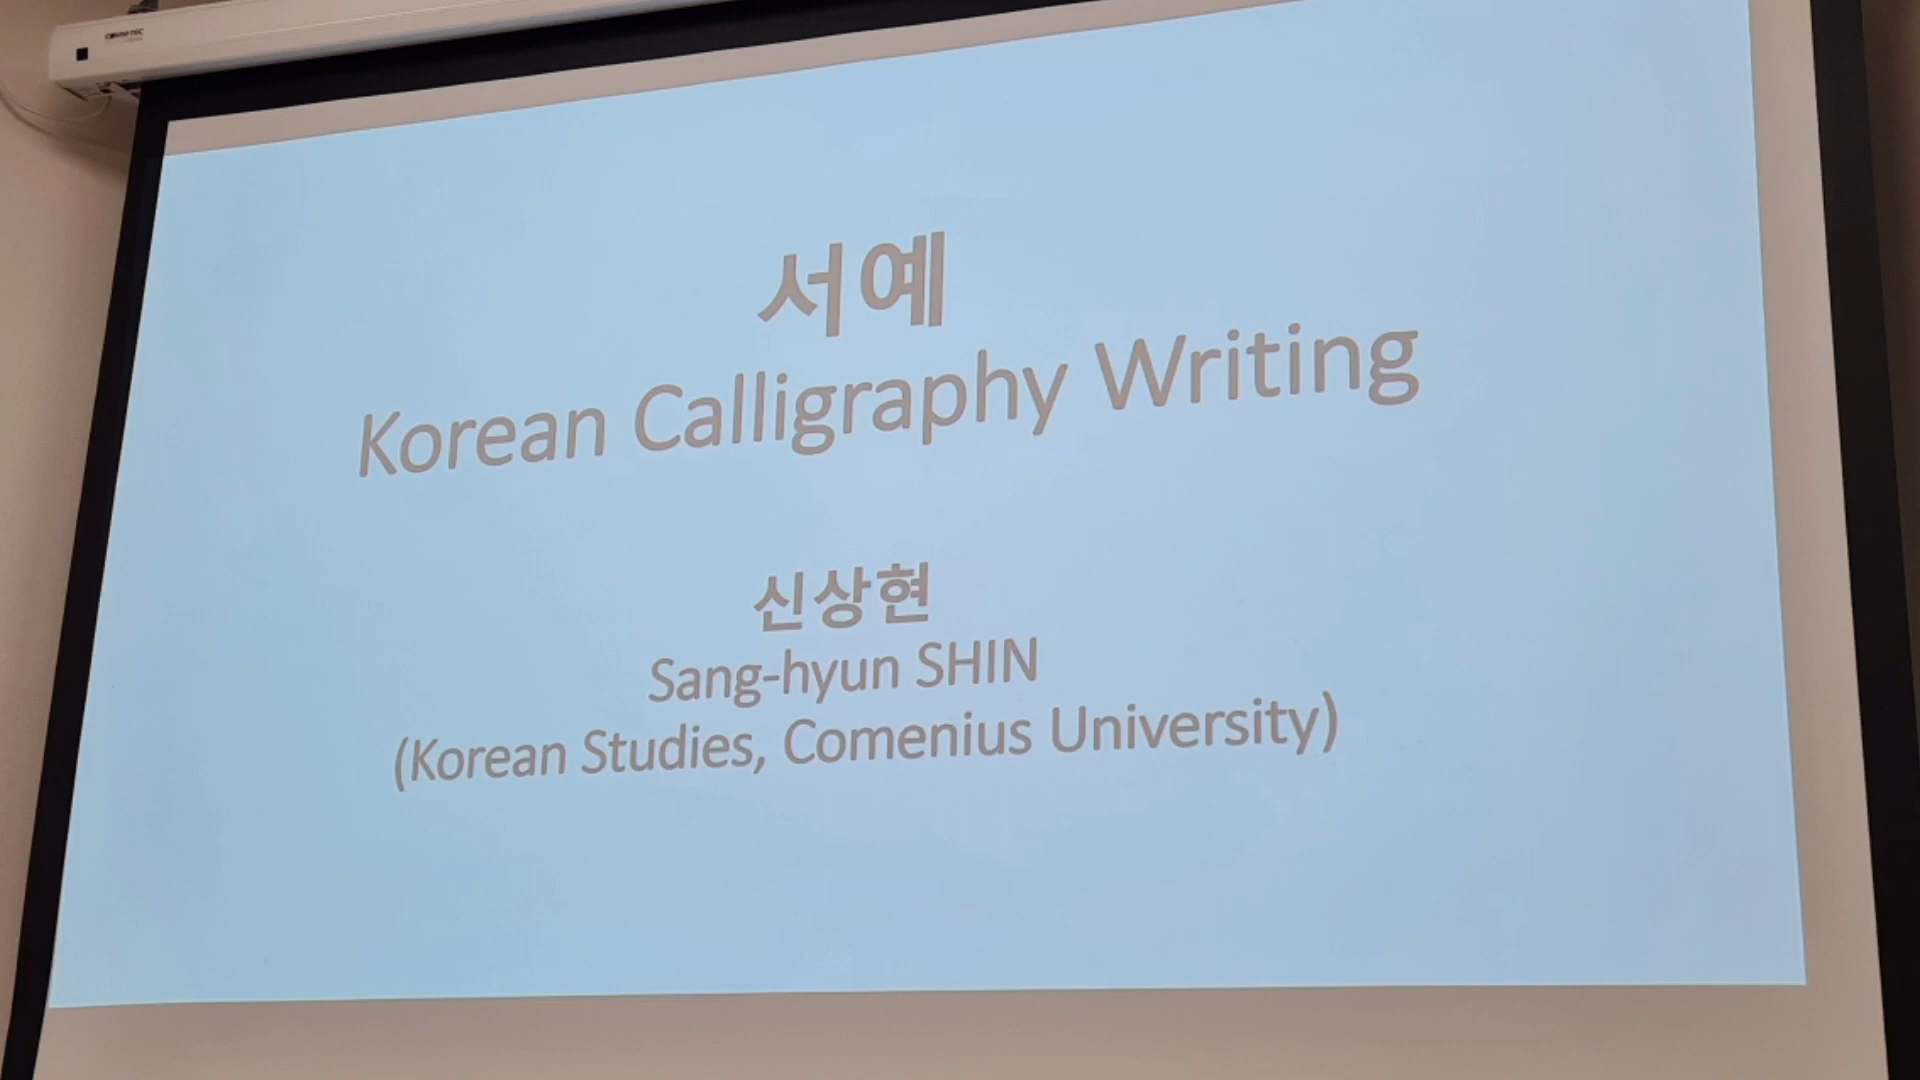 서예
Korean Calligraphy Writing
신상현
Sang-hyun SHIN
(Korean Studies, Comenius University)